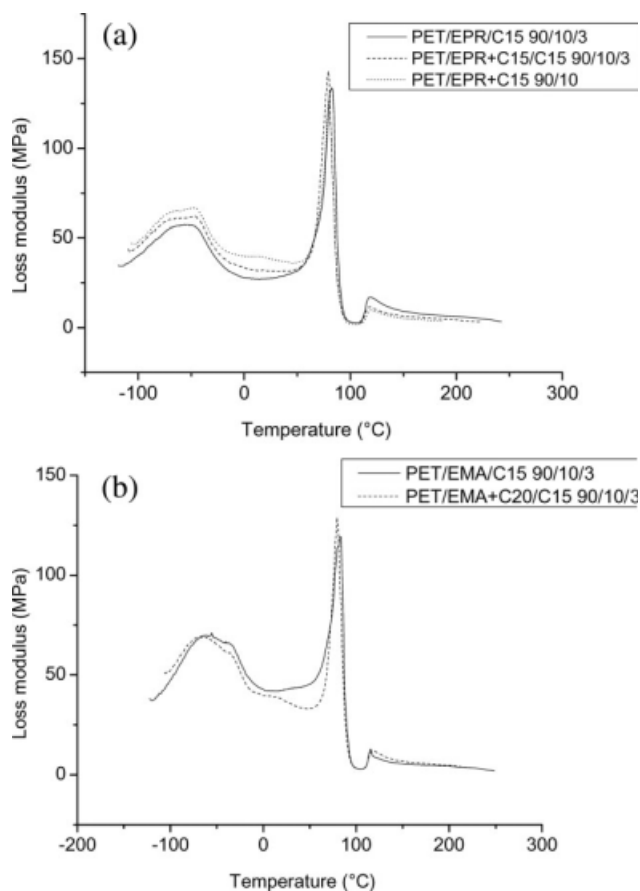 (a)
PET/EPR/C15 90/10/3
PET/EPR+C15/C15 90/10/3
PET/EPR+C15 90/10
150
100
50
0
Loss modulus (MPa)
-100 0 100 200 300
Temperature (°C)
(b)
PET/EMA/C15 90/10/3
PET/EMA+C20/C15 90/10/3
150
100
50
0
Loss modulus (MPa)
-200 -100 0 100 200 300
Temperature (°C)